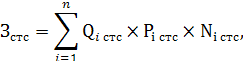 З_стс = ∑_{i=1}^{n} Q_{i стс} × P_{i стс} × N_{i стс},